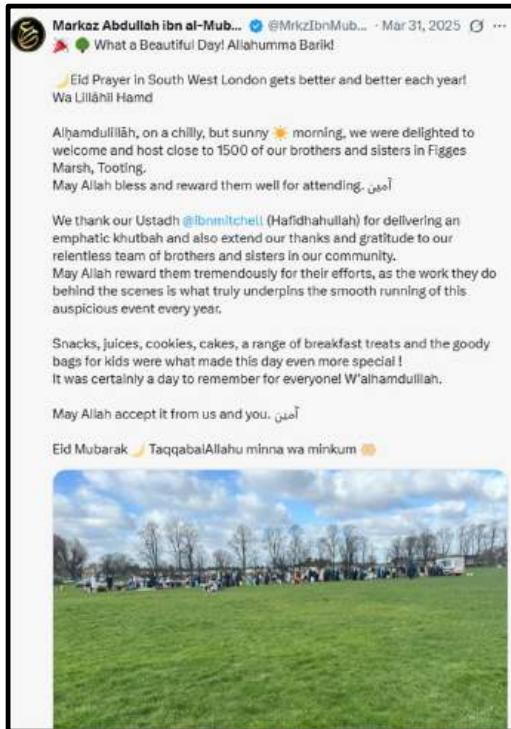 Markaz Abdullah ibn al-Mub... @MrkzIbnMub... · Mar 31, 2025 ...
🎉 🌳 What a Beautiful Day! Allahumma Barik!
🌙Eid Prayer in South West London gets better and better each year!
Wa Lillāhil Hamd
Alḥamdulillāh, on a chilly, but sunny ☀️ morning, we were delighted to
welcome and host close to 1500 of our brothers and sisters in Figges
Marsh, Tooting.
May Allah bless and reward them well for attending. آمين
We thank our Ustadh @ibnmitchell (Hafidhahullah) for delivering an
emphatic khutbah and also extend our thanks and gratitude to our
relentless team of brothers and sisters in our community.
May Allah reward them tremendously for their efforts, as the work they do
behind the scenes is what truly underpins the smooth running of this
auspicious event every year.
Snacks, juices, cookies, cakes, a range of breakfast treats and the goody
bags for kids were what made this day even more special !
It was certainly a day to remember for everyone! W'alhamdulliah.
May Allah accept it from us and you. آمين
Eid Mubarak 🌙 TaqqabalAllahu minna wa minkum 🤲🏼